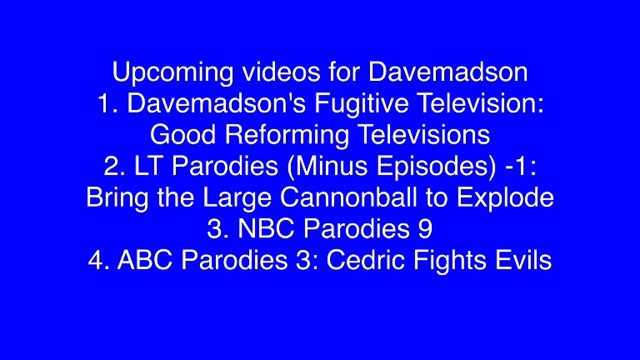 Upcoming videos for Davemadson
1. Davemadson's Fugitive Television:
Good Reforming Televisions
2. LT Parodies (Minus Episodes) -1:
Bring the Large Cannonball to Explode
3. NBC Parodies 9
4. ABC Parodies 3: Cedric Fights Evils